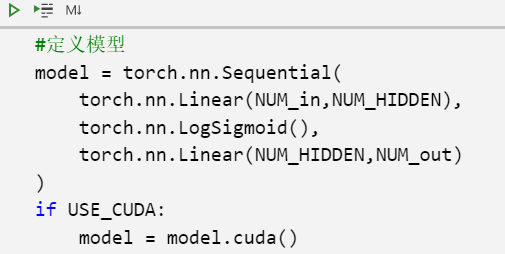 M↓
#定义模型
model = torch.nn.Sequential(
    torch.nn.Linear(NUM_in,NUM_HIDDEN),
    torch.nn.LogSigmoid(),
    torch.nn.Linear(NUM_HIDDEN,NUM_out)
)
if USE_CUDA:
    model = model.cuda()